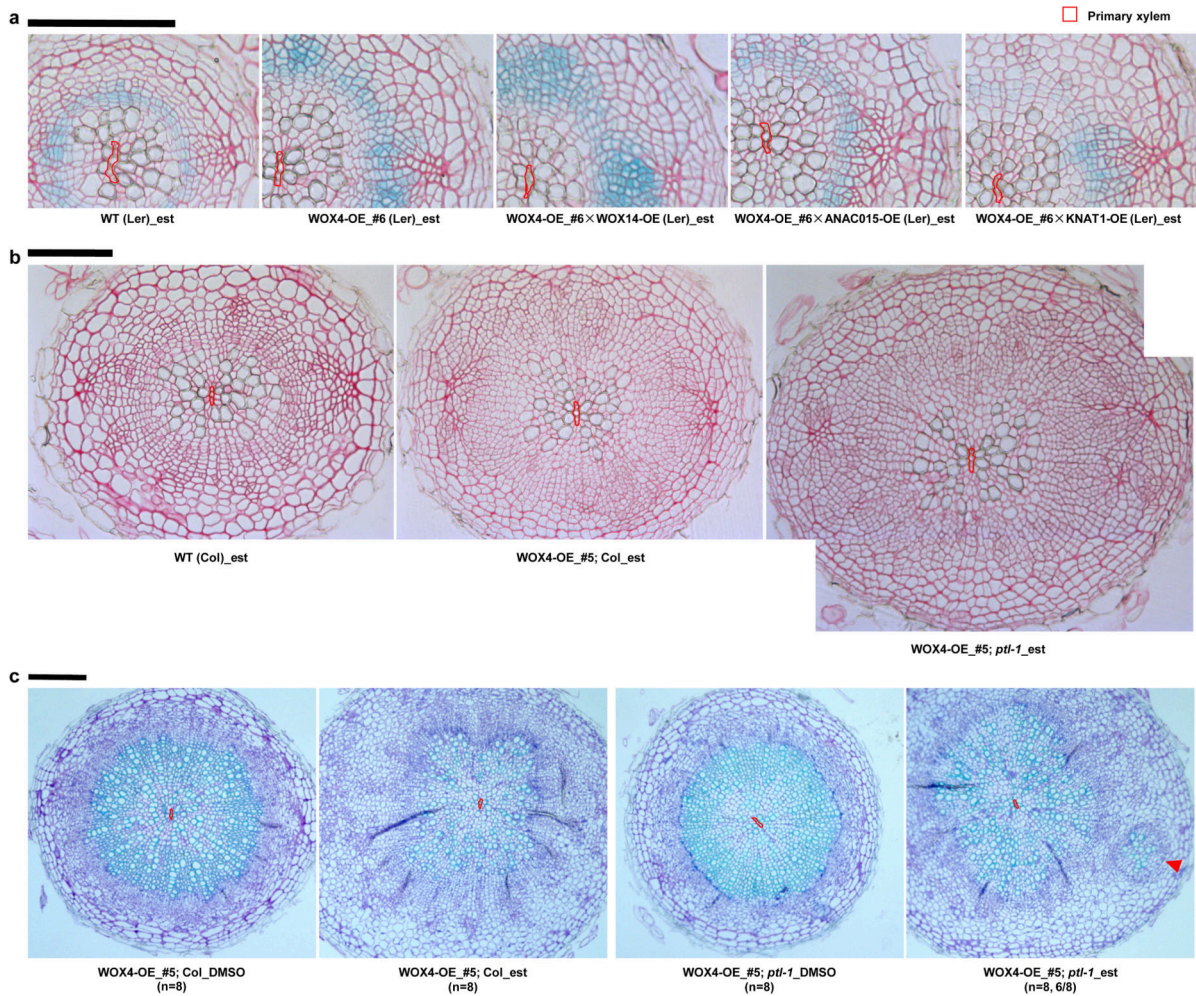 a
Primary xylem
WT (Ler)_est
WOX4-OE_#6 (Ler)_est
WOX4-OE_#6×WOX14-OE (Ler)_est
WOX4-OE_#6×ANAC015-OE (Ler)_est
WOX4-OE_#6×KNAT1-OE (Ler)_est
b
WT (Col)_est
WOX4-OE_#5; Col_est
WOX4-OE_#5; ptl-1_est
c
WOX4-OE_#5; Col_DMSO
(n=8)
WOX4-OE_#5; Col_est
(n=8)
WOX4-OE_#5; ptl-1_DMSO
(n=8)
WOX4-OE_#5; ptl-1_est
(n=8, 6/8)